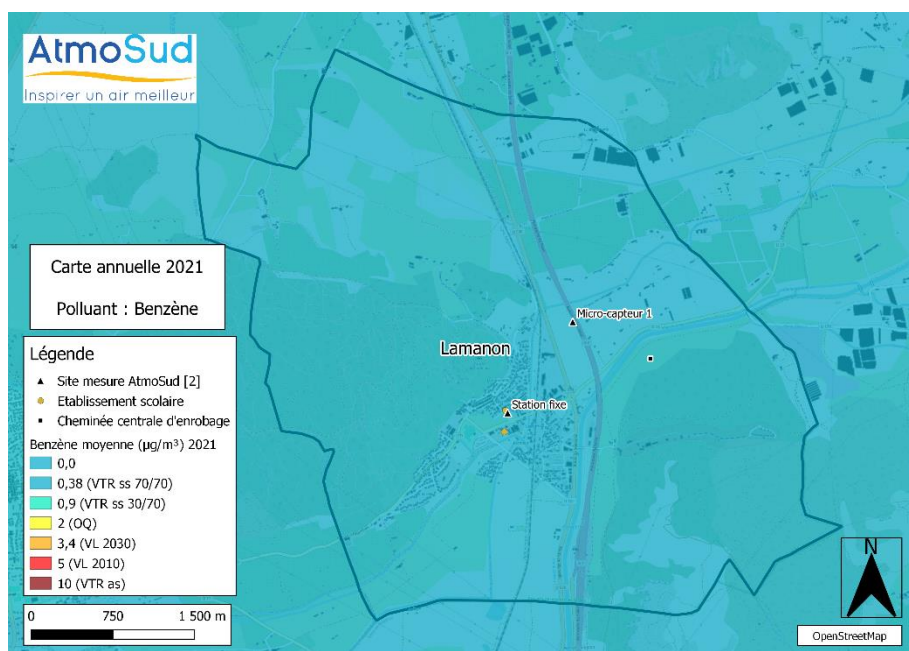 AtmoSud
Inspirer un air meilleur
Carte annuelle 2021
Polluant : Benzène
Légende
Site mesure AtmoSud [2]
Etablissement scolaire
Cheminée centrale d'enrobage
Benzène moyenne (µg/m³) 2021
0,0
0,38 (VTR ss 70/70)
0,9 (VTR ss 30/70)
2 (OQ)
3,4 (VL 2030)
5 (VL 2010)
10 (VTR as)
0 750 1 500 m
Micro-capteur 1
Lamanon
Station fixe
N
OpenStreetMap